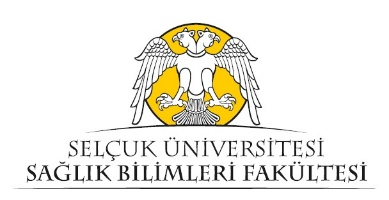 SELÇUK ÜNİVERSİTESİ
SAĞLIK BİLİMLERİ FAKÜLTESİ